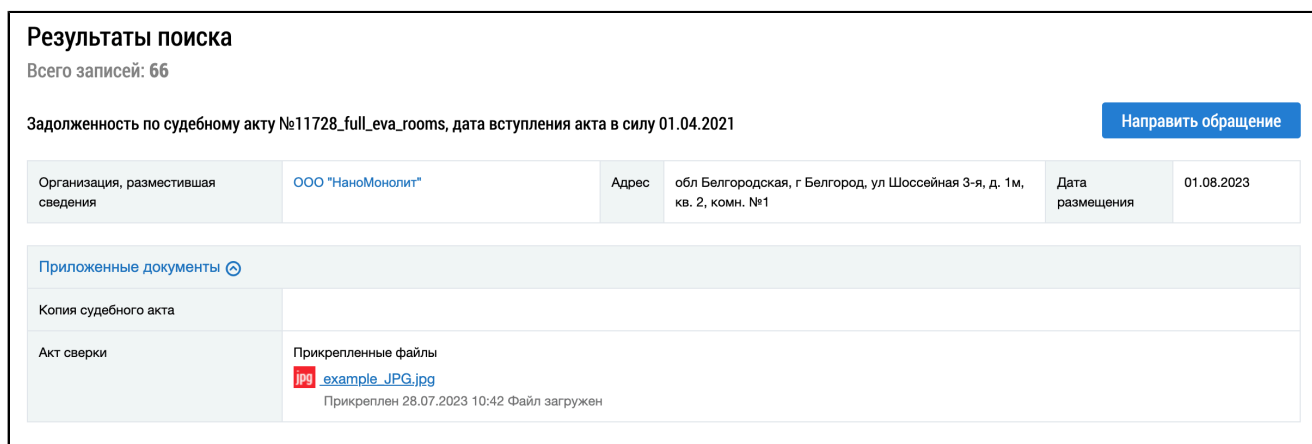 Результаты поиска
Всего записей: 66
Задолженность по судебному акту №11728_full_eva_rooms, дата вступления акта в силу 01.04.2021
Направить обращение
Организация, разместившая
сведения
ООО "НаноМонолит"
Адрес
обл Белгородская, г Белгород, ул Шоссейная 3-я, д. 1м,
кв. 2, комн. №1
Дата
размещения
01.08.2023
Приложенные документы
Копия судебного акта
Акт сверки
Прикрепленные файлы
jpg example_JPG.jpg
Прикреплен 28.07.2023 10:42 Файл загружен